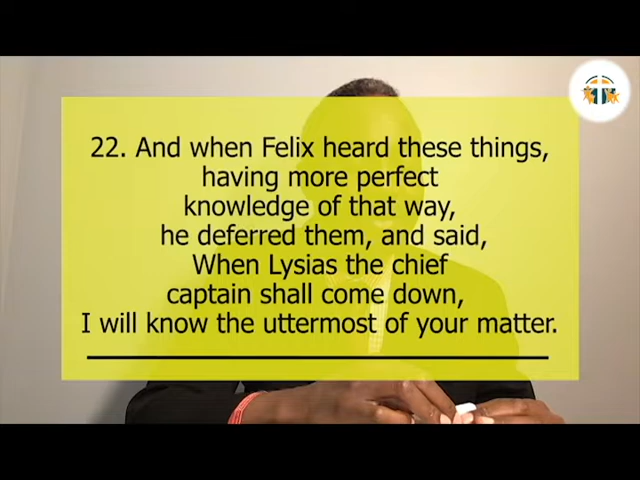 22. And when Felix heard these things,
having more perfect
knowledge of that way,
he deferred them, and said,
When Lysias the chief
captain shall come down,
I will know the uttermost of your matter.